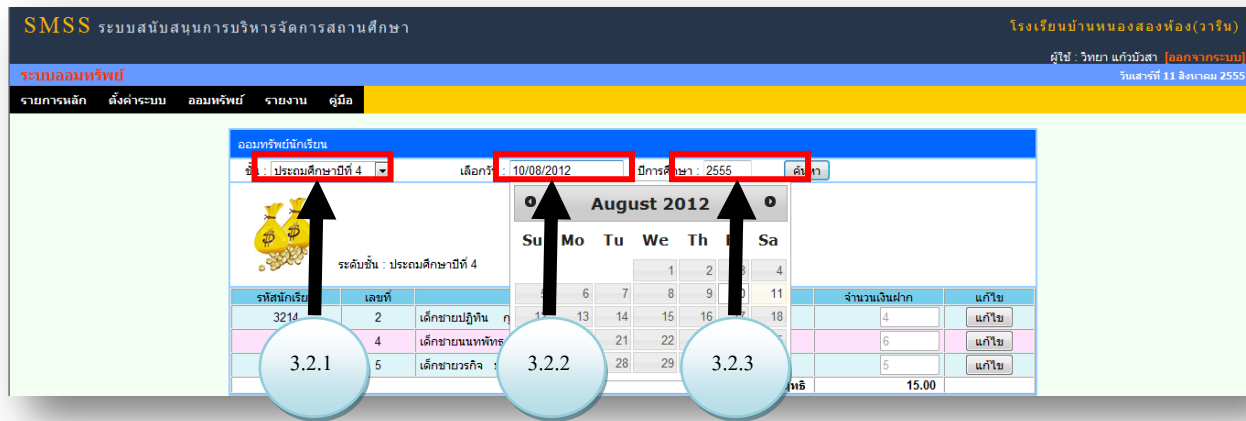 SMSS ระบบสนับสนุนการบริหารจัดการสถานศึกษา
โรงเรียนบ้านหนองสองห้อง(วาริน)
ผู้ใช้ : วิทยา แก้วบัวสา [ออกจากระบบ]
ระบบออมทรัพย์
วันเสาร์ที่ 11 สิงหาคม 2555
รายการหลัก ตั้งค่าระบบ ออมทรัพย์ รายงาน คู่มือ
ออมทรัพย์นักเรียน
ชั้น : ประถมศึกษาปีที่ 4 เลือกวัน : 10/08/2012 ปีการศึกษา : 2555 ค้นหา
August 2012
Su Mo Tu We Th Sa
ระดับชั้น : ประถมศึกษาปีที่ 4
1 2 3 4
5 6 7 8 9 10 11
13 14 15 16 17 18
21 22
28 29
รหัสนักเรียน เลขที่ จำนวนเงินฝาก แก้ไข
3214 2 เด็กชายปฏิทิน 4 แก้ไข
4 เด็กชายนนทพัทธ 6 แก้ไข
5 เด็กชายวรกิจ 5 แก้ไข
15.00
3.2.1 3.2.2 3.2.3